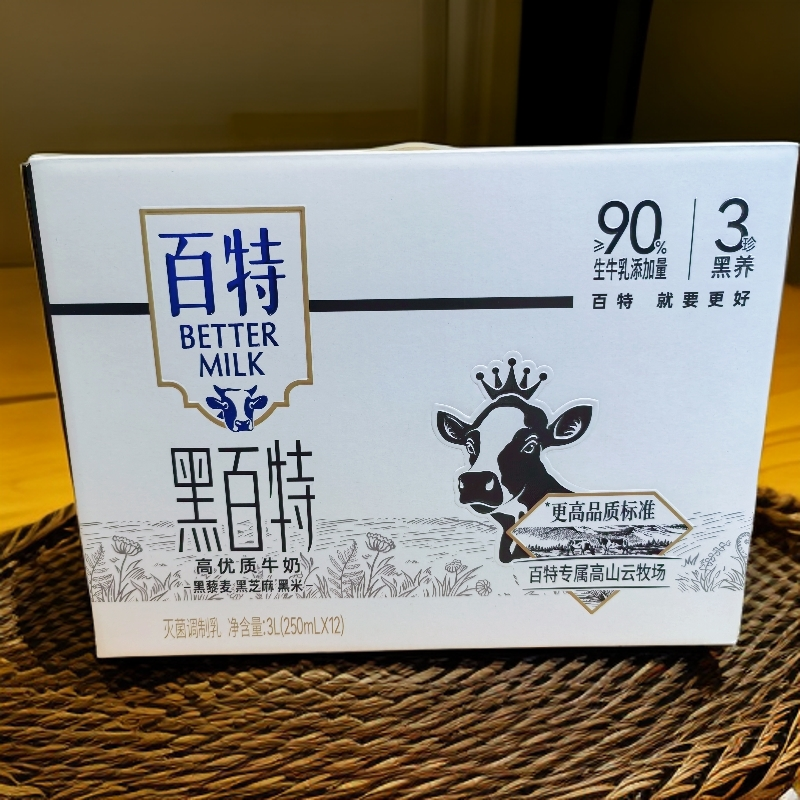 百特
BETTER
MILK
黑百特
高优质牛奶
黑藜麦 黑芝麻 黑米
灭菌调制乳 净含量:3L(250mLX12)
≥90%
生牛乳添加量
3珍
黑养
百特 就要更好
*更高品质标准
百特专属高山云牧场